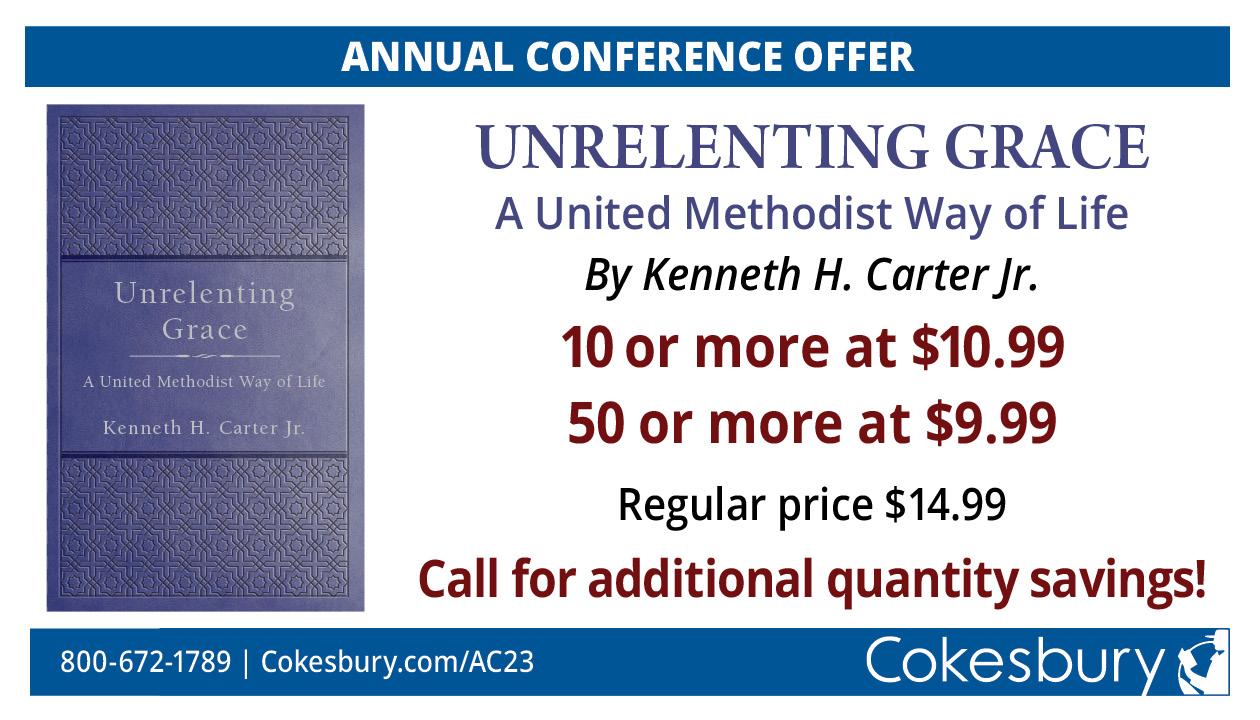 ANNUAL CONFERENCE OFFER
Unrelenting
Grace
A United Methodist Way of Life
Kenneth H. Carter Jr.
UNRELENTING GRACE
A United Methodist Way of Life
By Kenneth H. Carter Jr.
10 or more at $10.99
50 or more at $9.99
Regular price $14.99
Call for additional quantity savings!
800-672-1789 | Cokesbury.com/AC23
Cokesbury